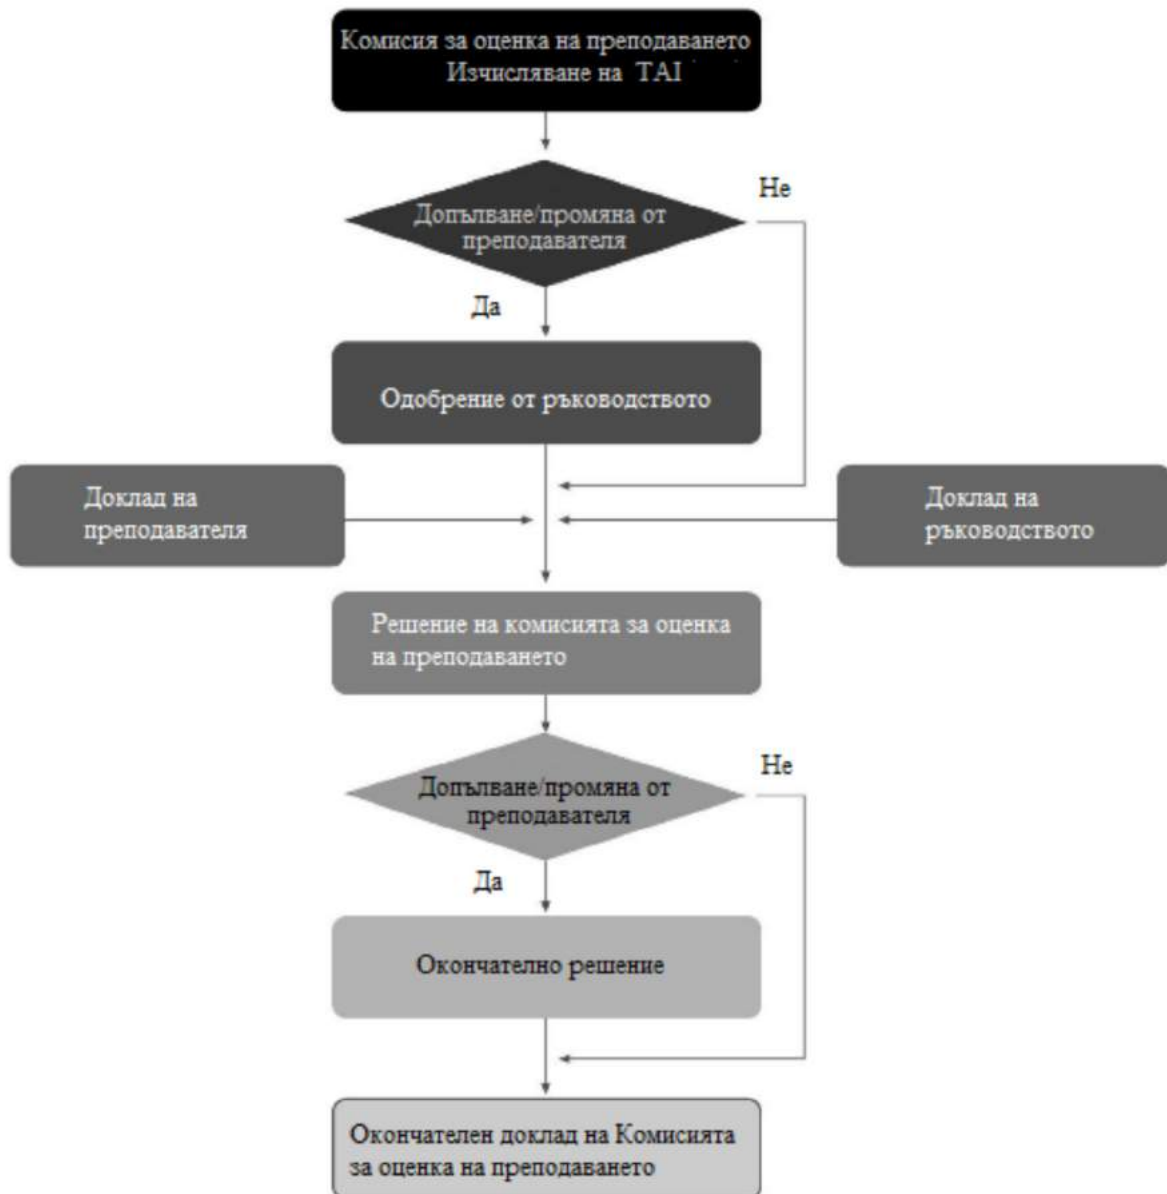 Комисия за оценка на преподаването
Изчисляване на TAI
Не
Допълване/промяна от
преподавателя
Да
Одобрение от ръководството
Доклад на
преподавателя
Доклад на
ръководството
Решение на комисията за оценка
на преподаването
Не
Допълване/промяна от
преподавателя
Да
Окончателно решение
Окончателен доклад на Комисията
за оценка на преподаването